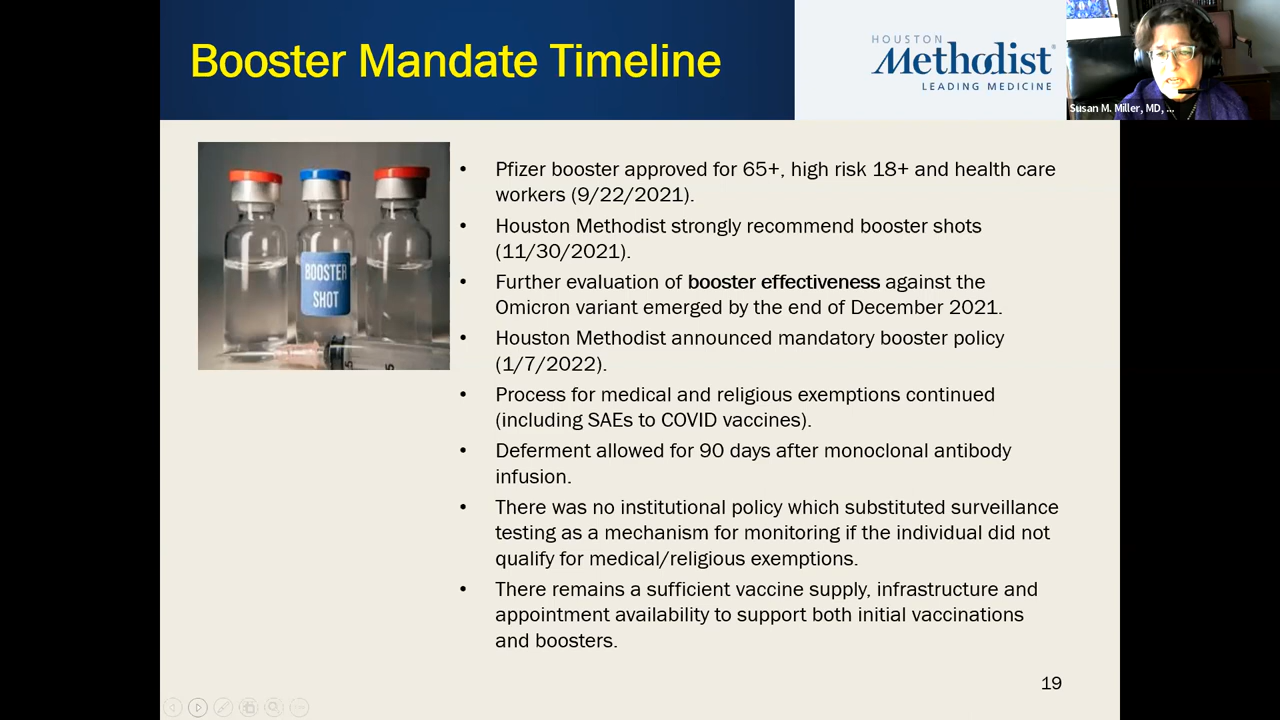 Booster Mandate Timeline
HOUSTON
Methodist®
LEADING MEDICINE
Susan M. Miller, MD, ...
BOOSTER
SHOT
• Pfizer booster approved for 65+, high risk 18+ and health care
workers (9/22/2021).
• Houston Methodist strongly recommend booster shots
(11/30/2021).
• Further evaluation of booster effectiveness against the
Omicron variant emerged by the end of December 2021.
• Houston Methodist announced mandatory booster policy
(1/7/2022).
• Process for medical and religious exemptions continued
(including SAEs to COVID vaccines).
• Deferment allowed for 90 days after monoclonal antibody
infusion.
• There was no institutional policy which substituted surveillance
testing as a mechanism for monitoring if the individual did not
qualify for medical/religious exemptions.
• There remains a sufficient vaccine supply, infrastructure and
appointment availability to support both initial vaccinations
and boosters.
19